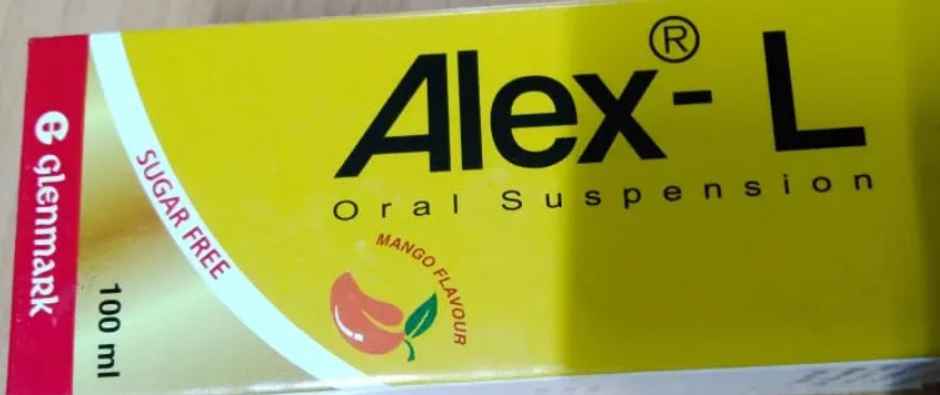 Alex®- L
Oral Suspension
MANGO FLAVOUR
SUGAR FREE
Glenmark
100 ml